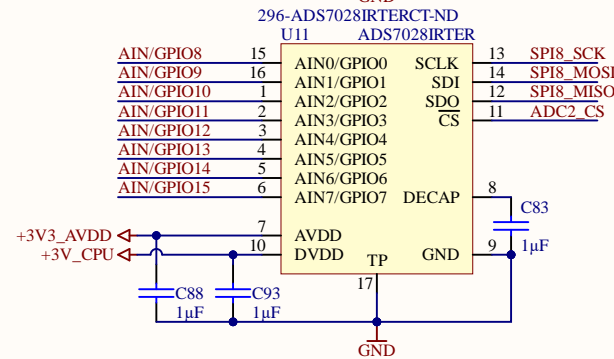 GND
296-ADS7028IRTERCT-ND
U11 ADS7028IRTER
AIN/GPIO8 15 AIN0/GPIO0 SCLK 13 SPI8_SCK
AIN/GPIO9 16 AIN1/GPIO1 SDI 14 SPI8_MOSI
AIN/GPIO10 1 AIN2/GPIO2 SDO 12 SPI8_MISO
AIN/GPIO11 2 AIN3/GPIO3 CS 11 ADC2_CS
AIN/GPIO12 3 AIN4/GPIO4
AIN/GPIO13 4 AIN5/GPIO5
AIN/GPIO14 5 AIN6/GPIO6
AIN/GPIO15 6 AIN7/GPIO7 DECAP 8
C83
1µF
+3V3_AVDD 7 AVDD
+3V_CPU 10 DVDD TP GND 9
17
C88 C93
1µF 1µF
GND